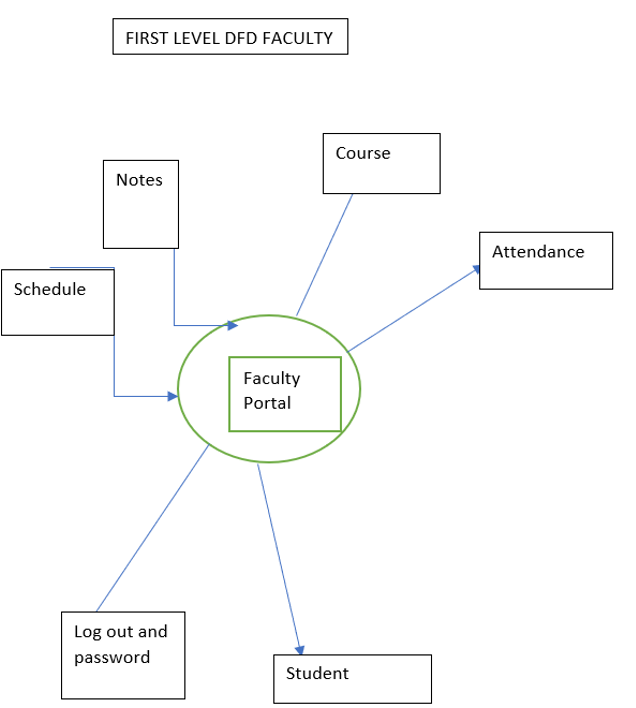 FIRST LEVEL DFD FACULTY
Course
Notes
Attendance
Schedule
Faculty
Portal
Log out and
password
Student